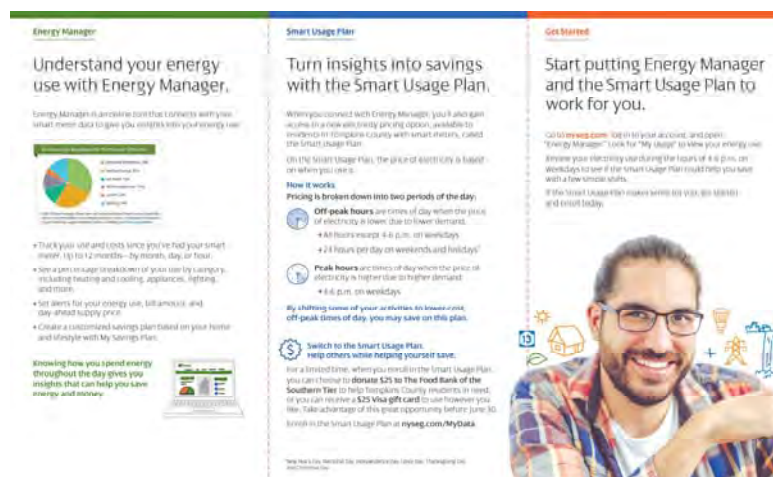 Energy Manager
Understand your energy
use with Energy Manager.
Energy Manager is an online tool that connects with your
smart meter data to give you insights into your energy use:
• Track your use and costs since you've had your smart
meter. Up to 12 months—by month, day, or hour.
• See a percentage breakdown of your use by category,
including heating and cooling, appliances, lighting,
and more.
• Set alerts for your energy use, bill amount, and
day-ahead supply price.
• Create a customized savings plan based on your home
and lifestyle with My Savings Plan.
Knowing how you spend energy
throughout the day gives you
insights that can help you save
energy and money.
Smart Usage Plan
Turn insights into savings
with the Smart Usage Plan.
When you connect with Energy Manager, you'll also gain
access to a new electricity pricing option, available to
residents in Tompkins County with smart meters, called
the Smart Usage Plan.
On the Smart Usage Plan, the price of electricity is based
on when you use it.
How it works
Pricing is broken down into two periods of the day:
Off-peak hours are times of day when the price
of electricity is lower due to lower demand.
All hours except 4-6 p.m. on weekdays
24 hours per day on weekends and holidays
Peak hours are times of day when the price of
electricity is higher due to higher demand.
4-6 p.m. on weekdays
By shifting some of your activities to lower-cost,
off-peak times of day, you may save on this plan.
Switch to the Smart Usage Plan.
Help others while helping yourself save.
For a limited time, when you enroll in the Smart Usage Plan,
you can choose to donate $25 to The Food Bank of the
Southern Tier to help Tompkins County residents in need,
or you can receive a $25 Visa gift card to use however you
like. Take advantage of this great opportunity before June 30.
Enroll in the Smart Usage Plan at nyseg.com/MyData.
New Year's Day, Memorial Day, Independence Day, Labor Day, Thanksgiving Day
and Christmas Day
Get Started
Start putting Energy Manager
and the Smart Usage Plan to
work for you.
Go to nyseg.com, log in to your account, and open
"Energy Manager." Look for "My Usage" to view your energy use.
Review your electricity use during the hours of 4-6 p.m. on
weekdays to see if the Smart Usage Plan could help you save
with a few simple shifts.
If the Smart Usage Plan makes sense for you, get started
and enroll today.
13